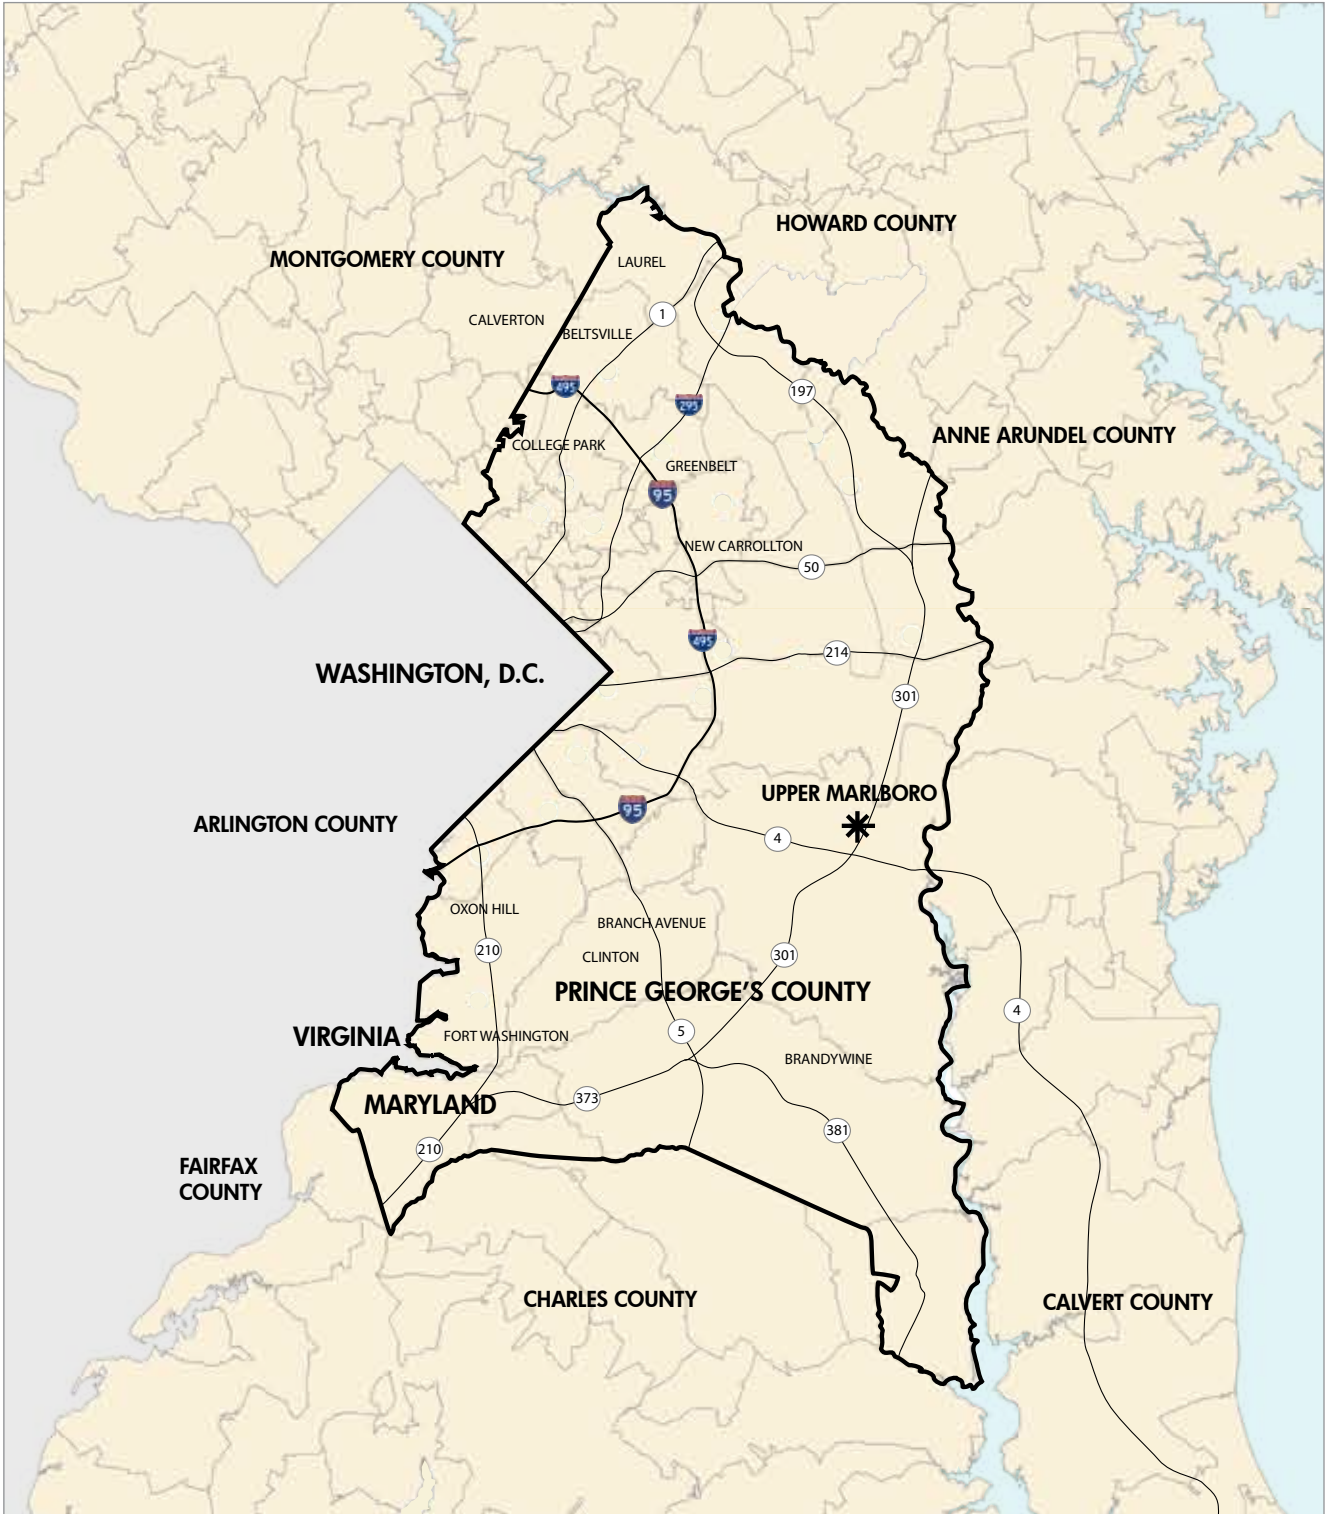 HOWARD COUNTY
MONTGOMERY COUNTY
LAUREL
1
CALVERTON
BELTSVILLE
495
295
197
ANNE ARUNDEL COUNTY
COLLEGE PARK
GREENBELT
95
NEW CARROLLTON
50
495
214
WASHINGTON, D.C.
301
UPPER MARLBORO
95
ARLINGTON COUNTY
4
OXON HILL
BRANCH AVENUE
210
301
CLINTON
PRINCE GEORGE'S COUNTY
4
VIRGINIA
FORT WASHINGTON
5
BRANDYWINE
373
MARYLAND
381
210
FAIRFAX
COUNTY
CHARLES COUNTY
CALVERT COUNTY